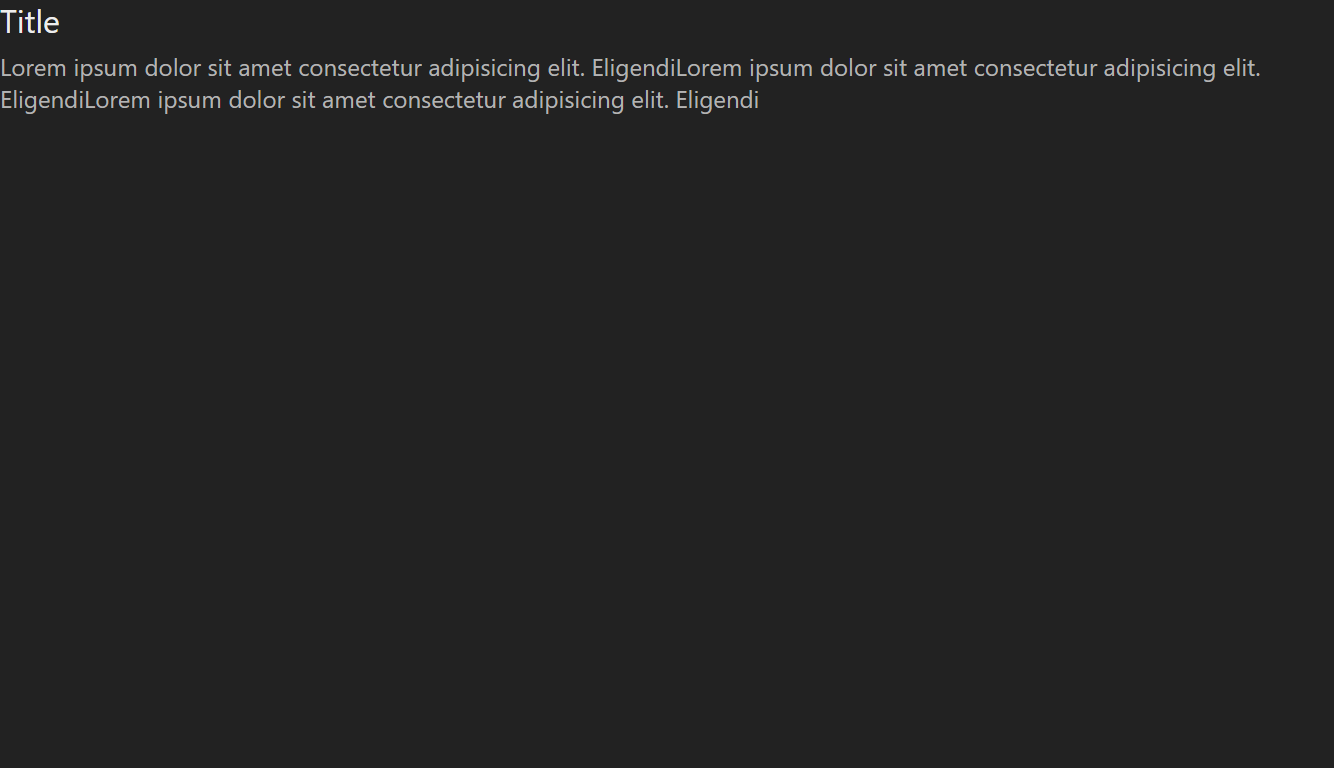 Title
Lorem ipsum dolor sit amet consectetur adipisicing elit. EligendiLorem ipsum dolor sit amet consectetur adipisicing elit.
EligendiLorem ipsum dolor sit amet consectetur adipisicing elit. Eligendi